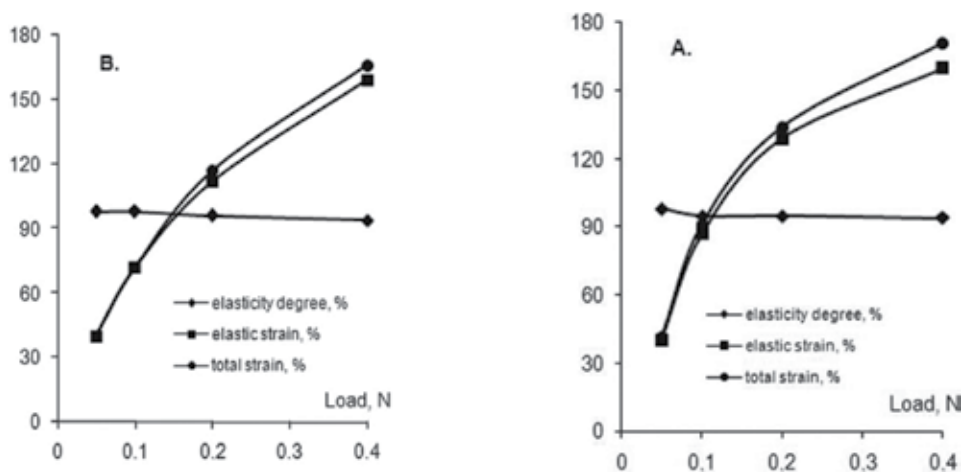 B.
180
150
120
90
60
30
0
0
0.1
0.2
0.3
0.4
elasticity degree, %
elastic strain, %
total strain, %
Load, N
A.
180
150
120
90
60
30
0
0
0.1
0.2
0.3
0.4
elasticity degree, %
elastic strain, %
total strain, %
Load, N